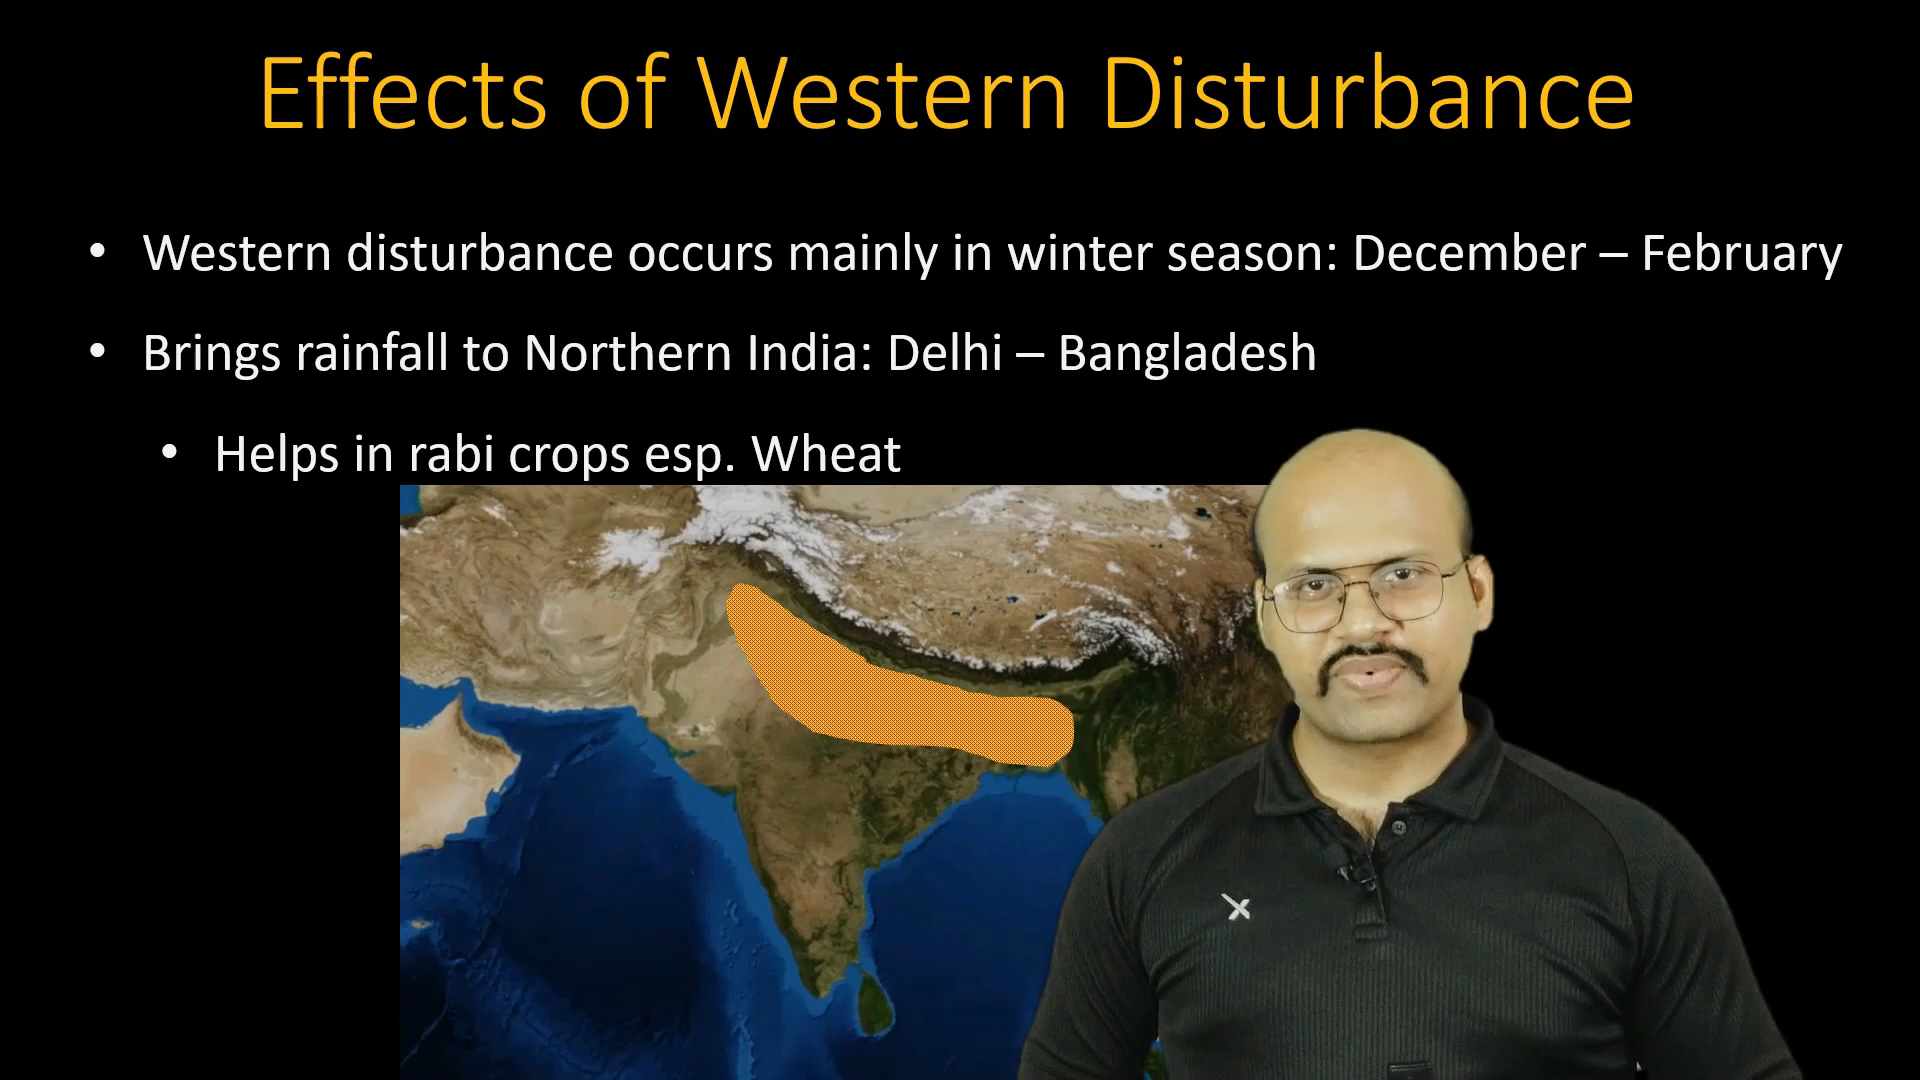 Effects of Western Disturbance
• Western disturbance occurs mainly in winter season: December – February
• Brings rainfall to Northern India: Delhi – Bangladesh
• Helps in rabi crops esp. Wheat